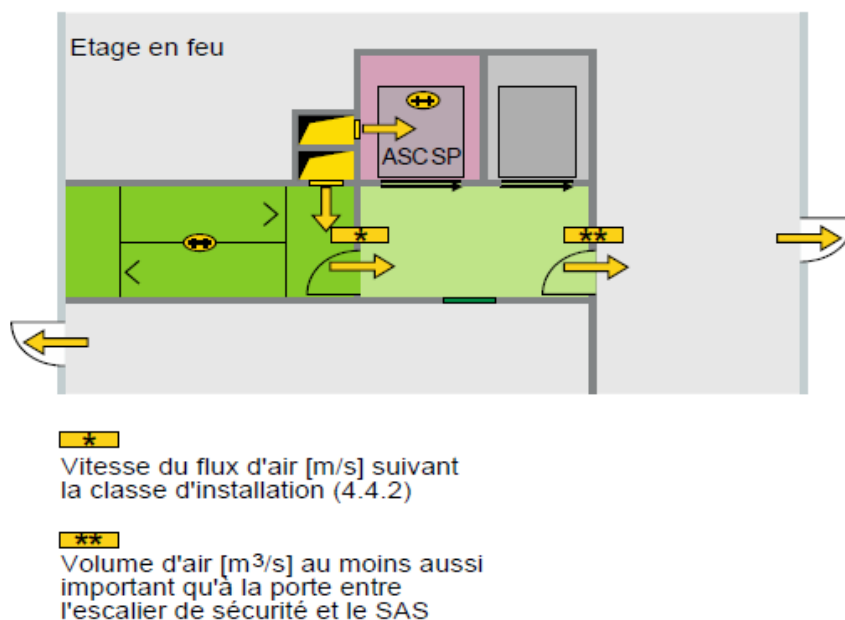 Etage en feu
ASC SP
*
**
*
Vitesse du flux d'air [m/s] suivant
la classe d'installation (4.4.2)
**
Volume d'air [m³/s] au moins aussi
important qu'à la porte entre
l'escalier de sécurité et le SAS